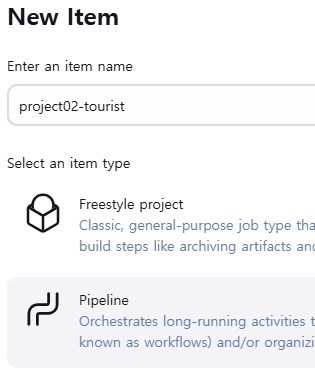 New Item
Enter an item name
project02-tourist
Select an item type
Freestyle project
Classic, general-purpose job type tha
build steps like archiving artifacts and
Pipeline
Orchestrates long-running activities t
known as workflows) and/or organizi